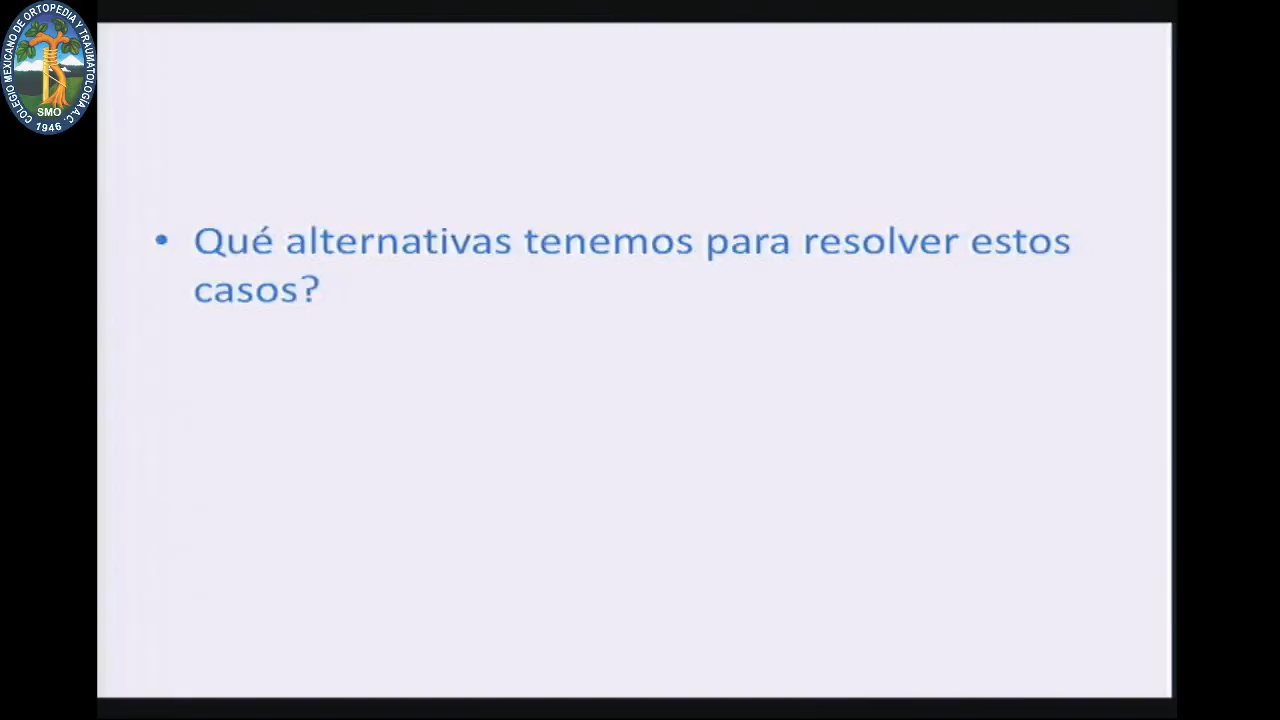 COLEGIO MEXICANO DE ORTOPEDIA Y TRAUMATOLOGIA A.C.
SMO
1946
• Qué alternativas tenemos para resolver estos
casos?